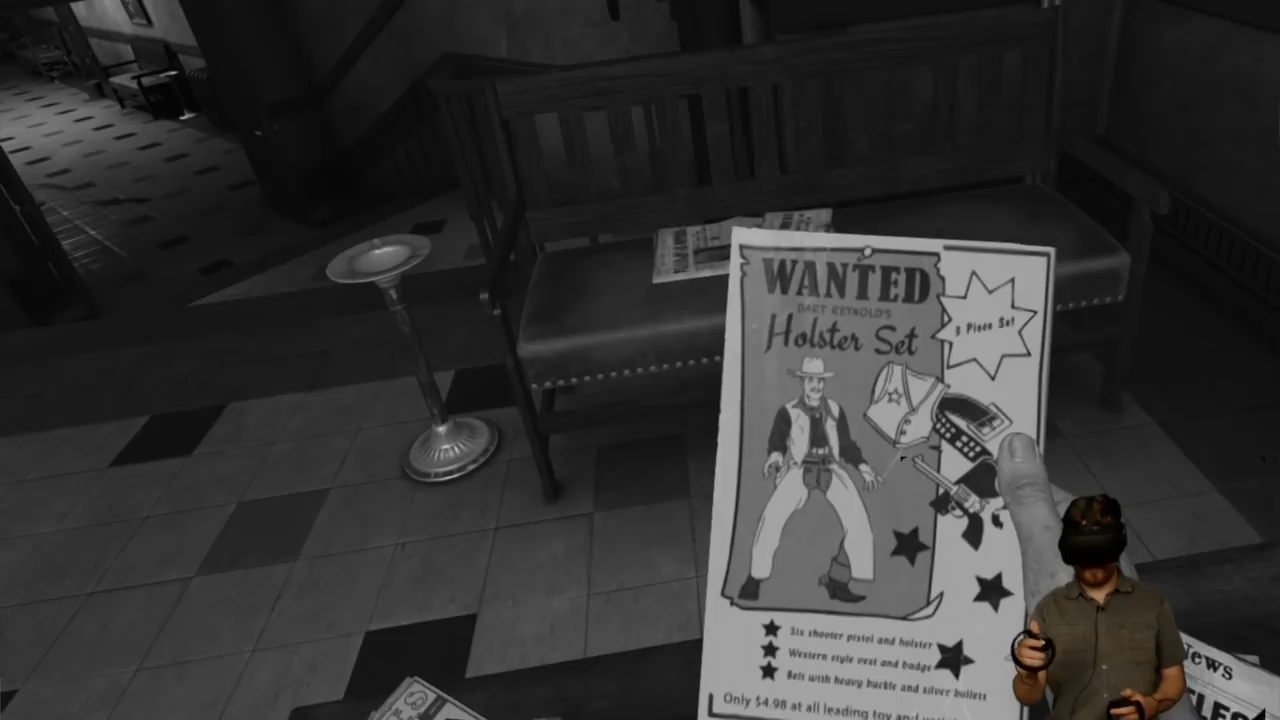 WANTED
BART REYNOLD'S
Holster Set
3 Piece Set
Six shooter pistol and holster
Western style vest and badge
Belt with heavy buckle and silver bullets
Only $4.98 at all leading toy and
News